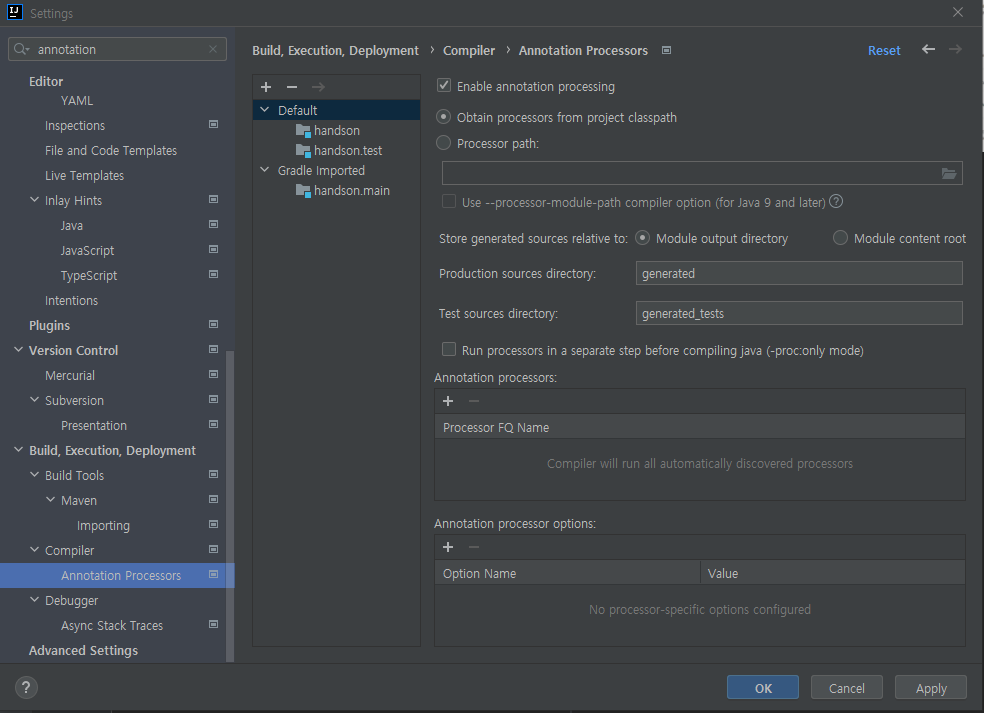 Settings
annotation
Editor
YAML
Inspections
File and Code Templates
Live Templates
Inlay Hints
Java
JavaScript
TypeScript
Intentions
Plugins
Version Control
Mercurial
Subversion
Presentation
Build, Execution, Deployment
Build Tools
Maven
Importing
Compiler
Annotation Processors
Debugger
Async Stack Traces
Advanced Settings
Build, Execution, Deployment › Compiler › Annotation Processors
Reset
Default
handson
handson.test
Gradle Imported
handson.main
Enable annotation processing
Obtain processors from project classpath
Processor path:
Use --processor-module-path compiler option (for Java 9 and later) ?
Store generated sources relative to: Module output directory Module content root
Production sources directory: generated
Test sources directory: generated_tests
Run processors in a separate step before compiling java (-proc:only mode)
Annotation processors:
Processor FQ Name
Compiler will run all automatically discovered processors
Annotation processor options:
Option Name Value
No processor-specific options configured
? OK Cancel Apply